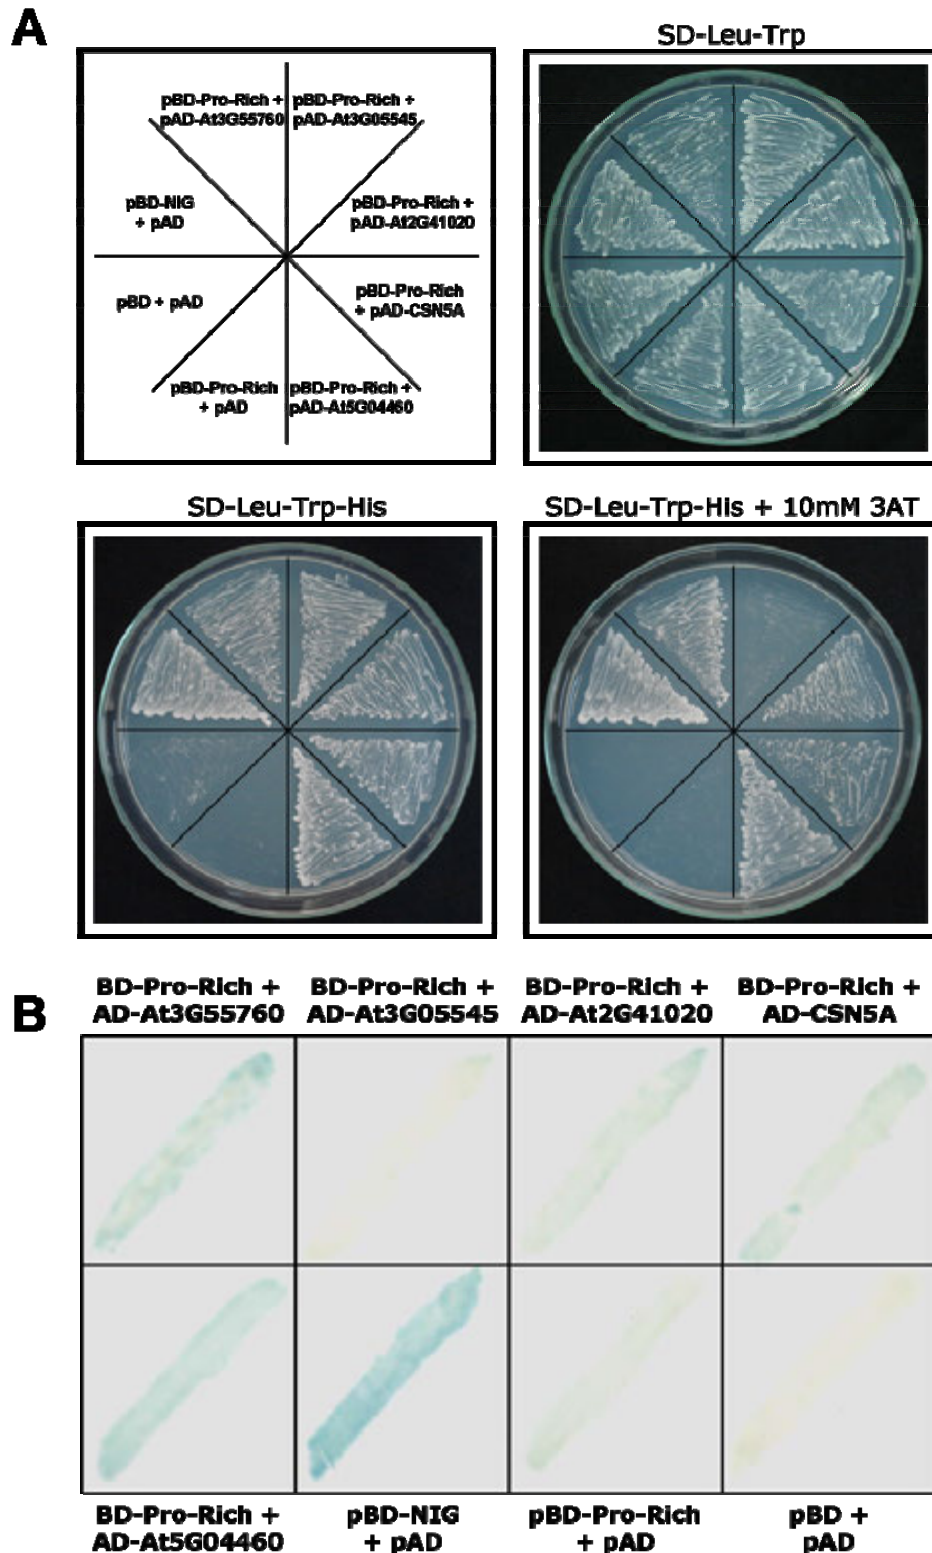 A
SD-Leu-Trp
pBD-Pro-Rich +
pAD-At3G55760
pBD-Pro-Rich +
pAD-At3G05545
pBD-NIG
+ pAD
pBD-Pro-Rich +
pAD-At2G41020
pBD + pAD
pBD-Pro-Rich
+ pAD-CSN5A
pBD-Pro-Rich
+ pAD
pBD-Pro-Rich +
pAD-At5G04460
SD-Leu-Trp-His
SD-Leu-Trp-His + 10mM 3AT
B
BD-Pro-Rich +
AD-At3G55760
BD-Pro-Rich +
AD-At3G05545
BD-Pro-Rich +
AD-At2G41020
BD-Pro-Rich +
AD-CSN5A
BD-Pro-Rich +
AD-At5G04460
pBD-NIG
+ pAD
pBD-Pro-Rich
+ pAD
pBD +
pAD